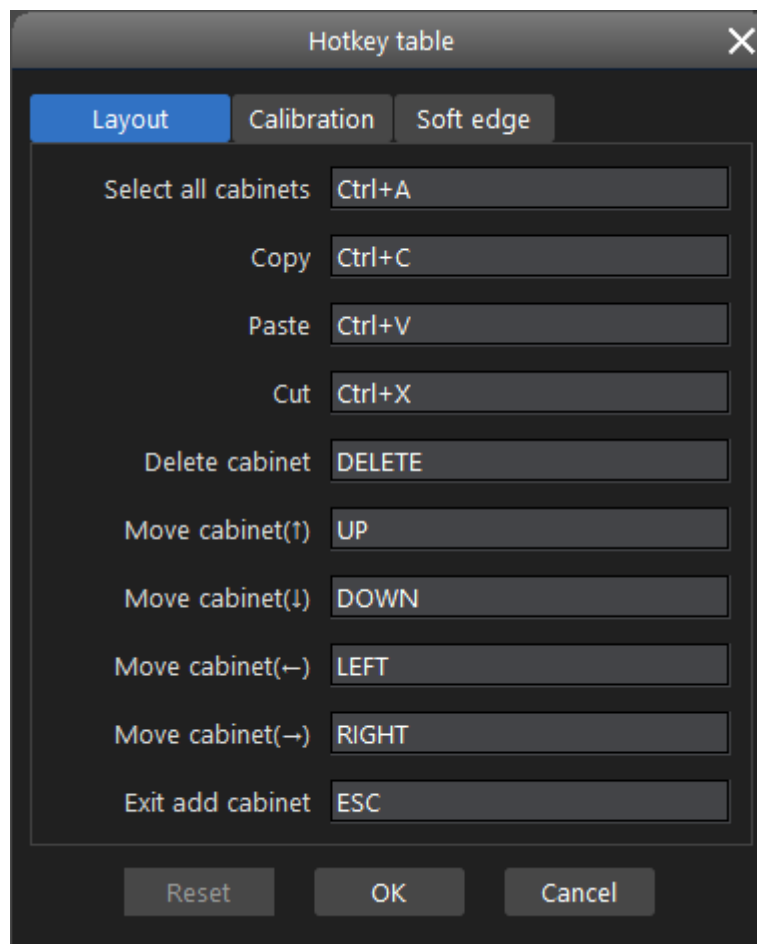 Hotkey table
Layout Calibration Soft edge
Select all cabinets Ctrl+A
Copy Ctrl+C
Paste Ctrl+V
Cut Ctrl+X
Delete cabinet DELETE
Move cabinet(↑) UP
Move cabinet(↓) DOWN
Move cabinet(←) LEFT
Move cabinet(→) RIGHT
Exit add cabinet ESC
Reset OK Cancel